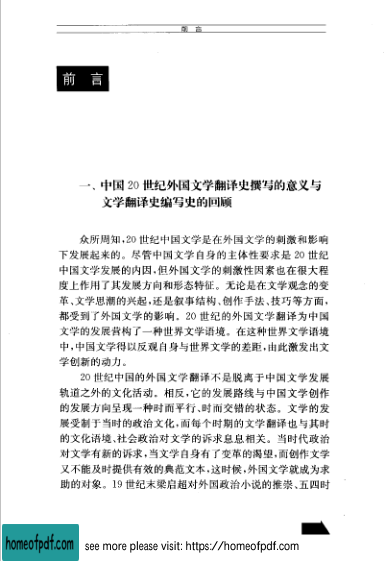 前 言
前 言
一、中国 20 世纪外国文学翻译史撰写的意义与
文学翻译史编写史的回顾
众所周知,20 世纪中国文学是在外国文学的刺激和影响
下发展起来的。尽管中国文学自身的主体性要求是 20 世纪
中国文学发展的内因,但外国文学的刺激性因素也在很大程
度上作用了其发展方向和形态特征。无论是在文学观念的变
革、文学思潮的兴起,还是叙事结构、创作手法、技巧等方面,
都受到了外国文学的影响。20 世纪的外国文学翻译为中国
文学的发展营构了一种世界文学语境。在这种世界文学语境
中,中国文学得以反观自身与世界文学的差距,由此激发出文
学创新的动力。
20 世纪中国的外国文学翻译不是脱离于中国文学发展
轨道之外的文化活动。相反,它的发展路线与中国文学创作
的发展方向呈现一种时而平行、时而交错的状态。文学的发
展受制于当时的政治文化,而每个时期的文学翻译也与其时
的文化语境、社会政治对文学的诉求息息相关。当时代政治
对文学有新的诉求,当文学自身有了变革的渴望,而创作文学
又不能及时提供有效的典范文本,这时候,外国文学就成为求
助的对象。19 世纪末梁启超对外国政治小说的推崇、五四时
homeofpdf.com
see more please visit: https://homeofpdf.com